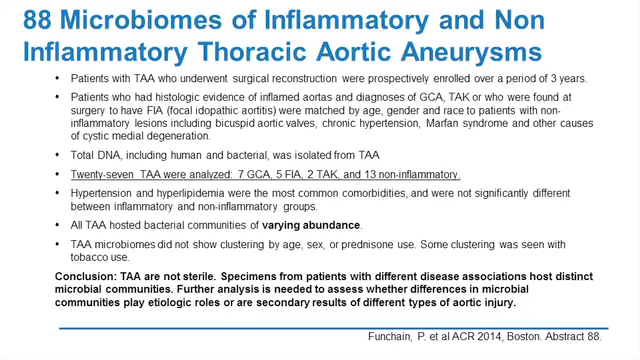 88 Microbiomes of Inflammatory and Non
Inflammatory Thoracic Aortic Aneurysms
• Patients with TAA who underwent surgical reconstruction were prospectively enrolled over a period of 3 years.
• Patients who had histologic evidence of inflamed aortas and diagnoses of GCA, TAK or who were found at
surgery to have FIA (focal idopathic aortitis) were matched by age, gender and race to patients with non-
inflammatory lesions including bicuspid aortic valves, chronic hypertension, Marfan syndrome and other causes
of cystic medial degeneration.
• Total DNA, including human and bacterial, was isolated from TAA
• Twenty-seven TAA were analyzed: 7 GCA, 5 FIA, 2 TAK, and 13 non-inflammatory.
• Hypertension and hyperlipidemia were the most common comorbidities, and were not significantly different
between inflammatory and non-inflammatory groups.
• All TAA hosted bacterial communities of varying abundance.
• TAA microbiomes did not show clustering by age, sex, or prednisone use. Some clustering was seen with
tobacco use.
Conclusion: TAA are not sterile. Specimens from patients with different disease associations host distinct
microbial communities. Further analysis is needed to assess whether differences in microbial
communities play etiologic roles or are secondary results of different types of aortic injury.
Funchain, P. et al ACR 2014, Boston. Abstract 88.